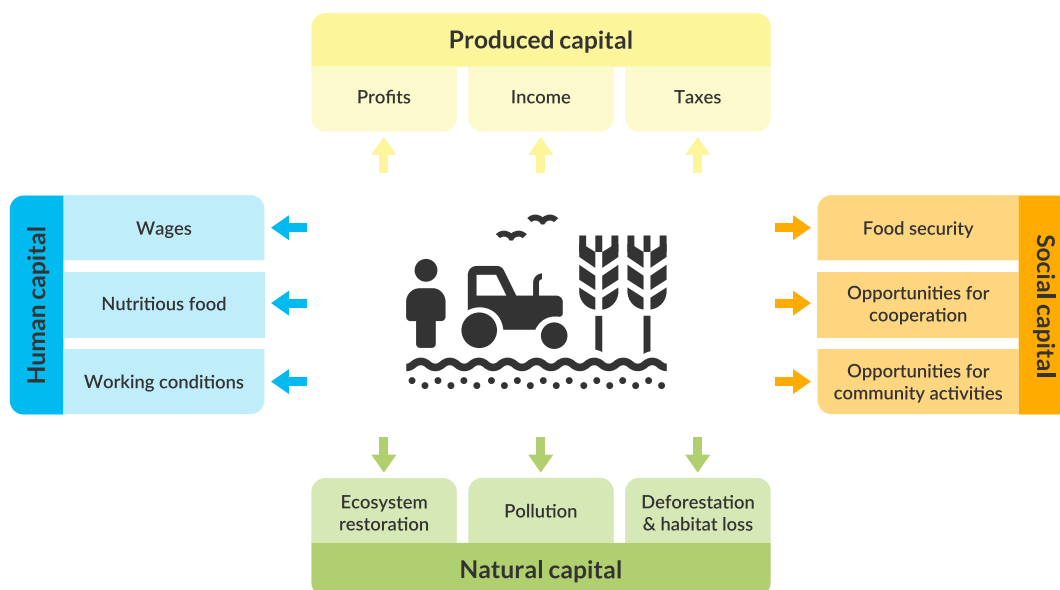 Produced capital
Profits
Income
Taxes
Human capital
Wages
Nutritious food
Working conditions
Food security
Opportunities for
cooperation
Opportunities for
community activities
Social capital
Ecosystem
restoration
Pollution
Deforestation
& habitat loss
Natural capital